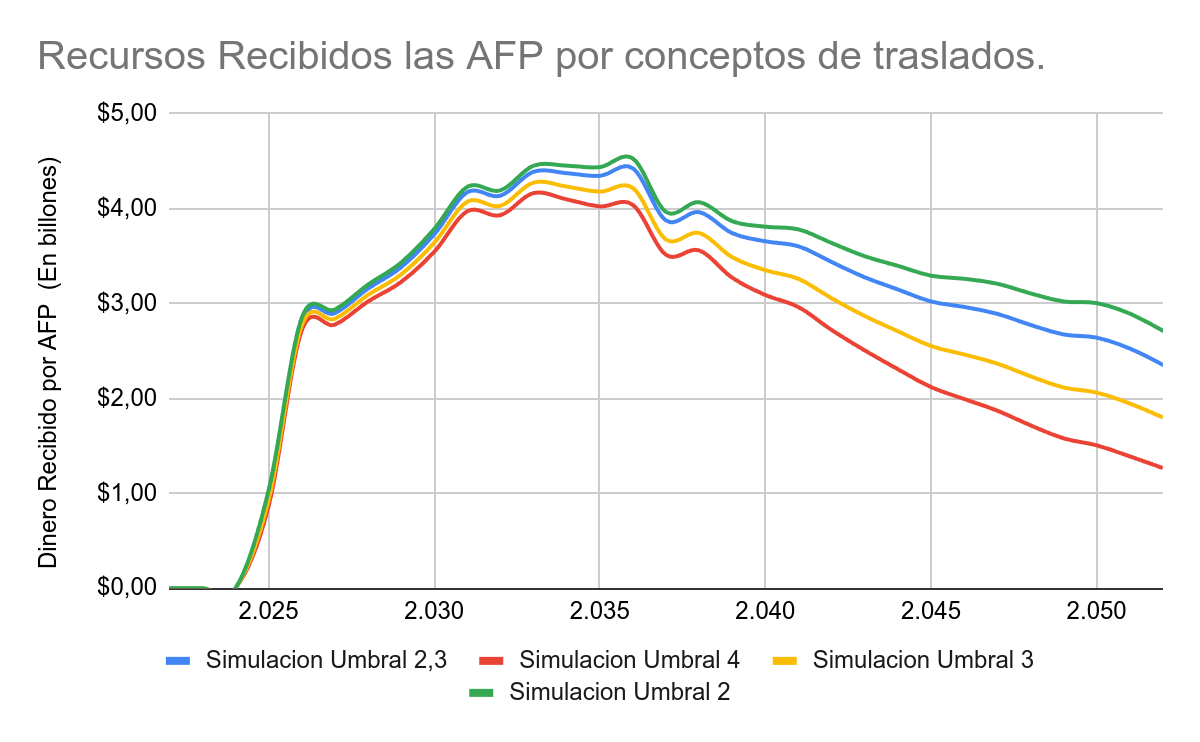 Recursos Recibidos las AFP por conceptos de traslados.
Dinero Recibido por AFP (En billones)
$5,00
$4,00
$3,00
$2,00
$1,00
$0,00
2.025 2.030 2.035 2.040 2.045 2.050
Simulacion Umbral 2,3 Simulacion Umbral 4 Simulacion Umbral 3
Simulacion Umbral 2